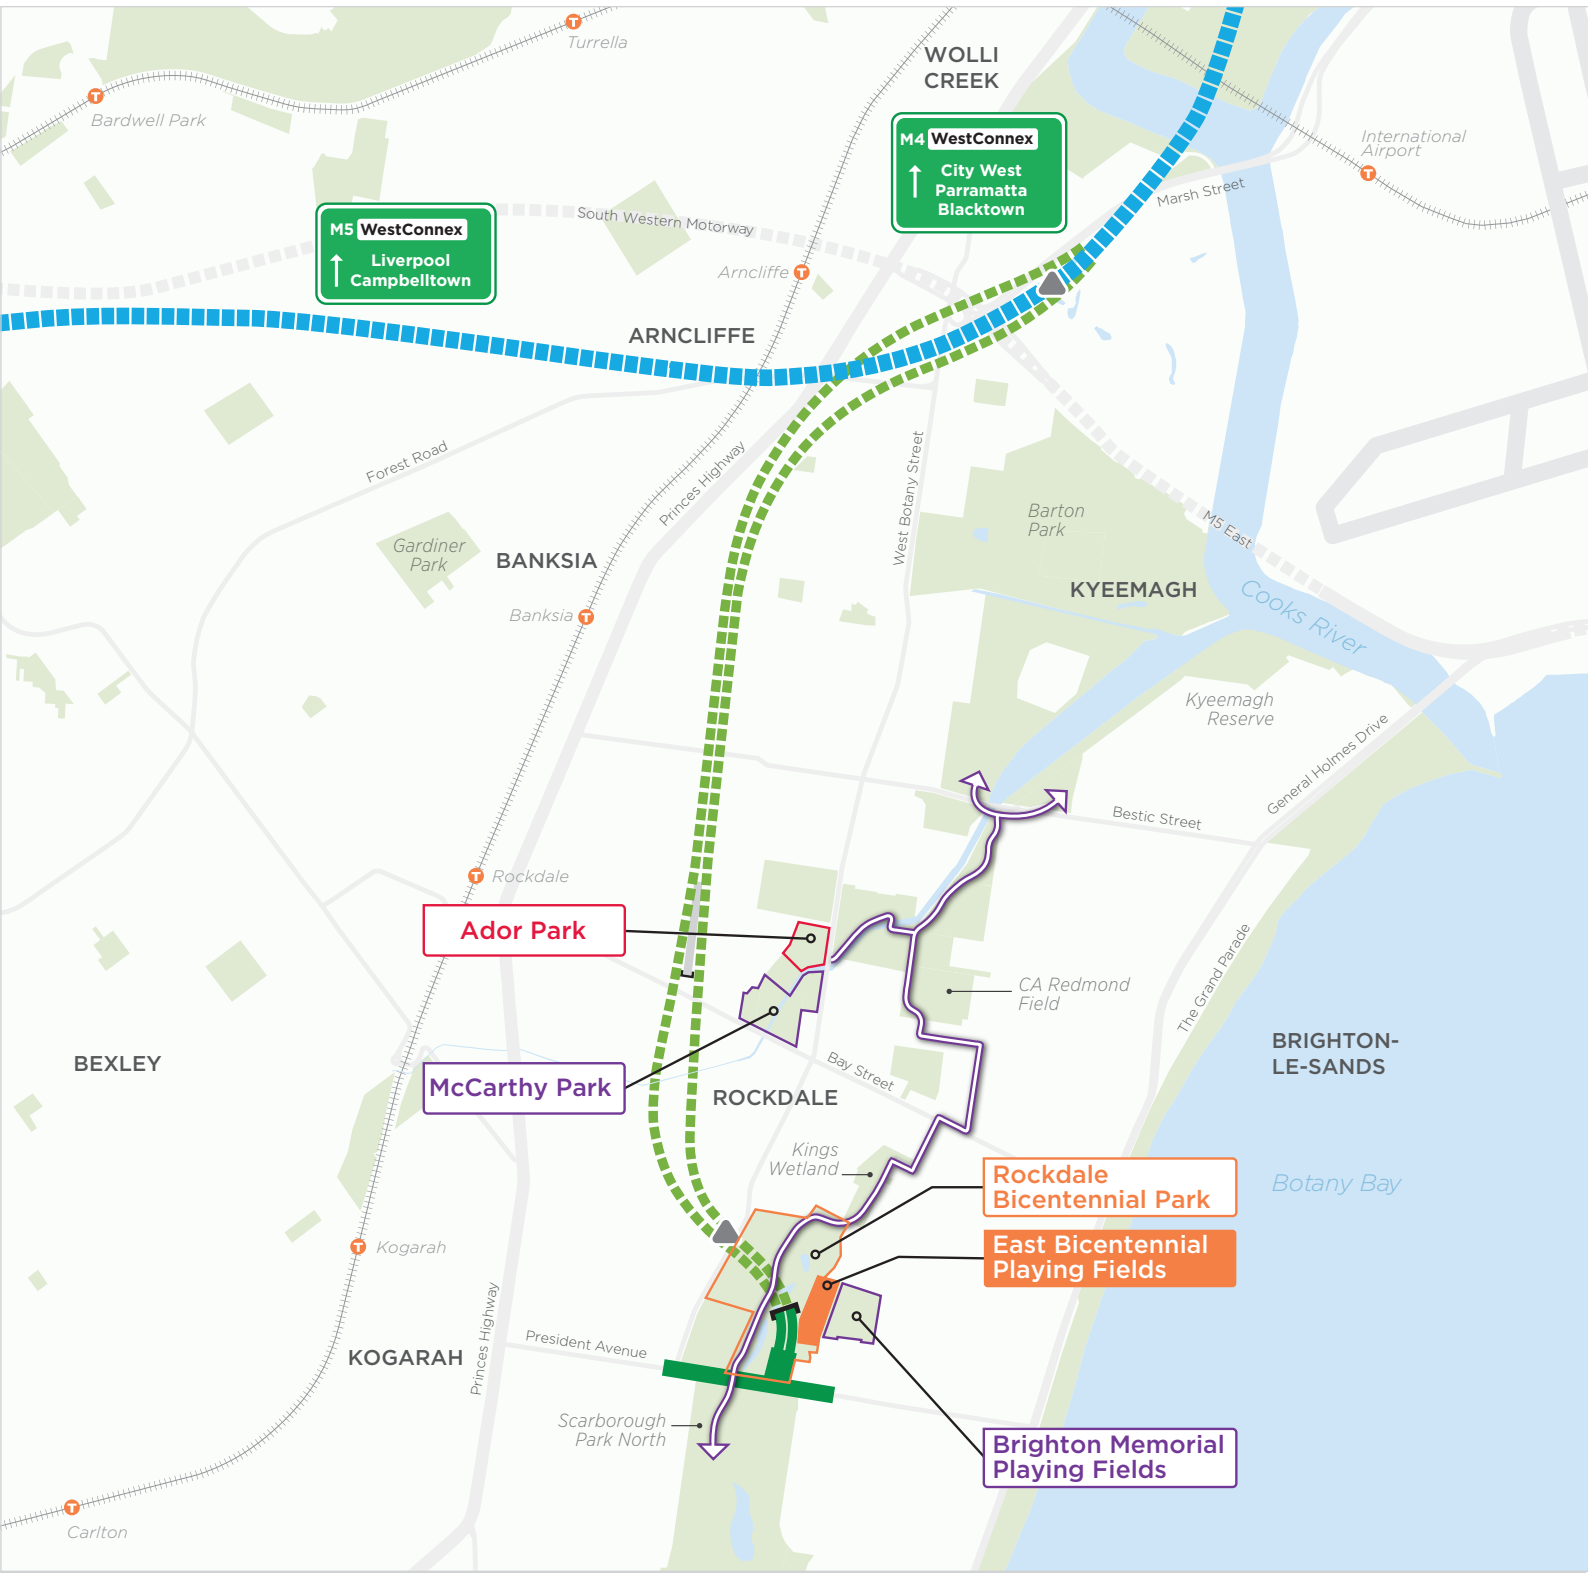 Turrella
WOLLI
CREEK
Bardwell Park
M4 WestConnex
City West
Parramatta
Blacktown
International
Airport
Marsh Street
South Western Motorway
M5 WestConnex
Liverpool
Campbelltown
Arncliffe
ARNCLIFFE
Forest Road
Princes Highway
West Botany Street
Barton
Park
M5 East
Gardiner
Park
BANKSIA
KYEEMAGH
Cooks River
Banksia
Kyeemagh
Reserve
General Holmes Drive
Bestic Street
Rockdale
Ador Park
The Grand Parade
CA Redmond
Field
BRIGHTON-
LE-SANDS
BEXLEY
McCarthy Park
Bay Street
ROCKDALE
Kings
Wetland
Rockdale
Bicentennial Park
Botany Bay
Kogarah
East Bicentennial
Playing Fields
Princes Highway
President Avenue
KOGARAH
Scarborough
Park North
Brighton Memorial
Playing Fields
Carlton
T
T
T
T
T
T
T
T